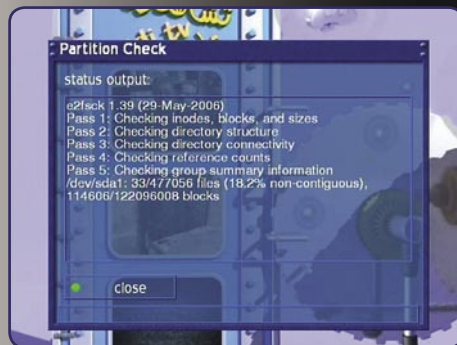 Partition Check
status output:
e2fsck 1.39 (29-May-2006)
Pass 1: Checking inodes, blocks, and sizes
Pass 2: Checking directory structure
Pass 3: Checking directory connectivity
Pass 4: Checking reference counts
Pass 5: Checking group summary information
/dev/sda1: 33/477056 files (18.2% non-contiguous),
114606/122096008 blocks
close